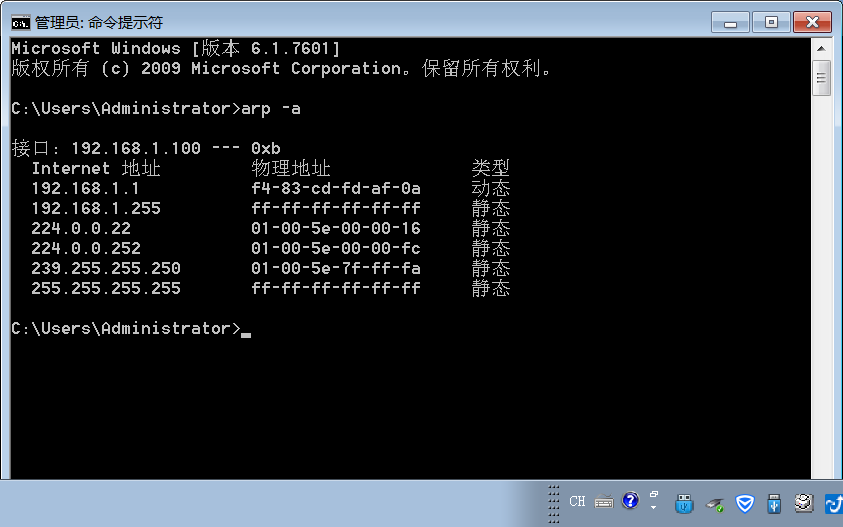 管理员: 命令提示符
Microsoft Windows [版本 6.1.7601]
版权所有 (c) 2009 Microsoft Corporation。保留所有权利。
C:\Users\Administrator>arp -a
接口: 192.168.1.100 --- 0xb
Internet 地址 物理地址 类型
192.168.1.1 f4-83-cd-fd-af-0a 动态
192.168.1.255 ff-ff-ff-ff-ff-ff 静态
224.0.0.22 01-00-5e-00-00-16 静态
224.0.0.252 01-00-5e-00-00-fc 静态
239.255.255.250 01-00-5e-7f-ff-fa 静态
255.255.255.255 ff-ff-ff-ff-ff-ff 静态
C:\Users\Administrator>
CH